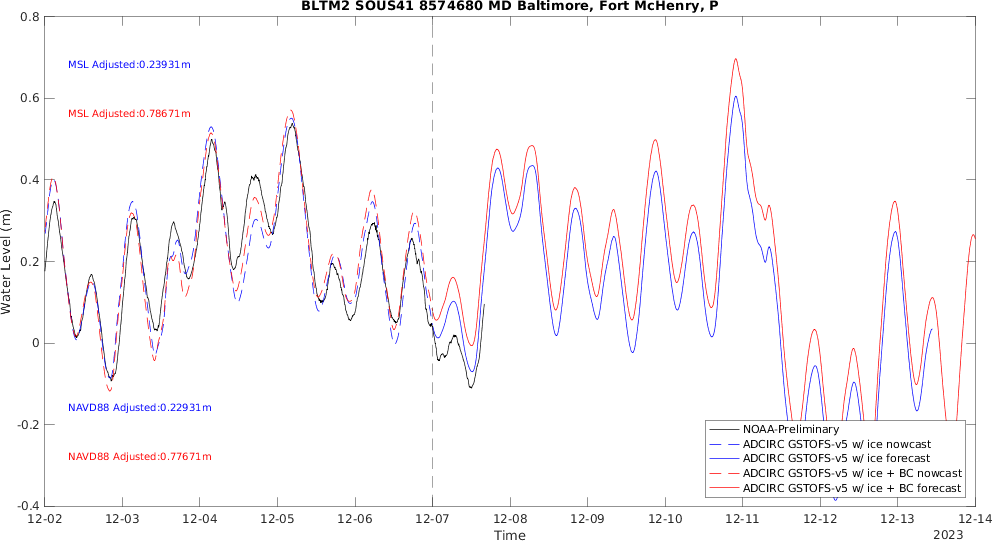 BLTM2 SOUS41 8574680 MD Baltimore, Fort McHenry, P
0.8
0.6
0.4
0.2
0
-0.2
-0.4
Water Level (m)
MSL Adjusted:0.23931m
MSL Adjusted:0.78671m
NAVD88 Adjusted:0.22931m
NAVD88 Adjusted:0.77671m
NOAA-Preliminary
ADCIRC GSTOFS-v5 w/ ice nowcast
ADCIRC GSTOFS-v5 w/ ice forecast
ADCIRC GSTOFS-v5 w/ ice + BC nowcast
ADCIRC GSTOFS-v5 w/ ice + BC forecast
12-02 12-03 12-04 12-05 12-06 12-07 12-08 12-09 12-10 12-11 12-12 12-13 12-14
Time
2023